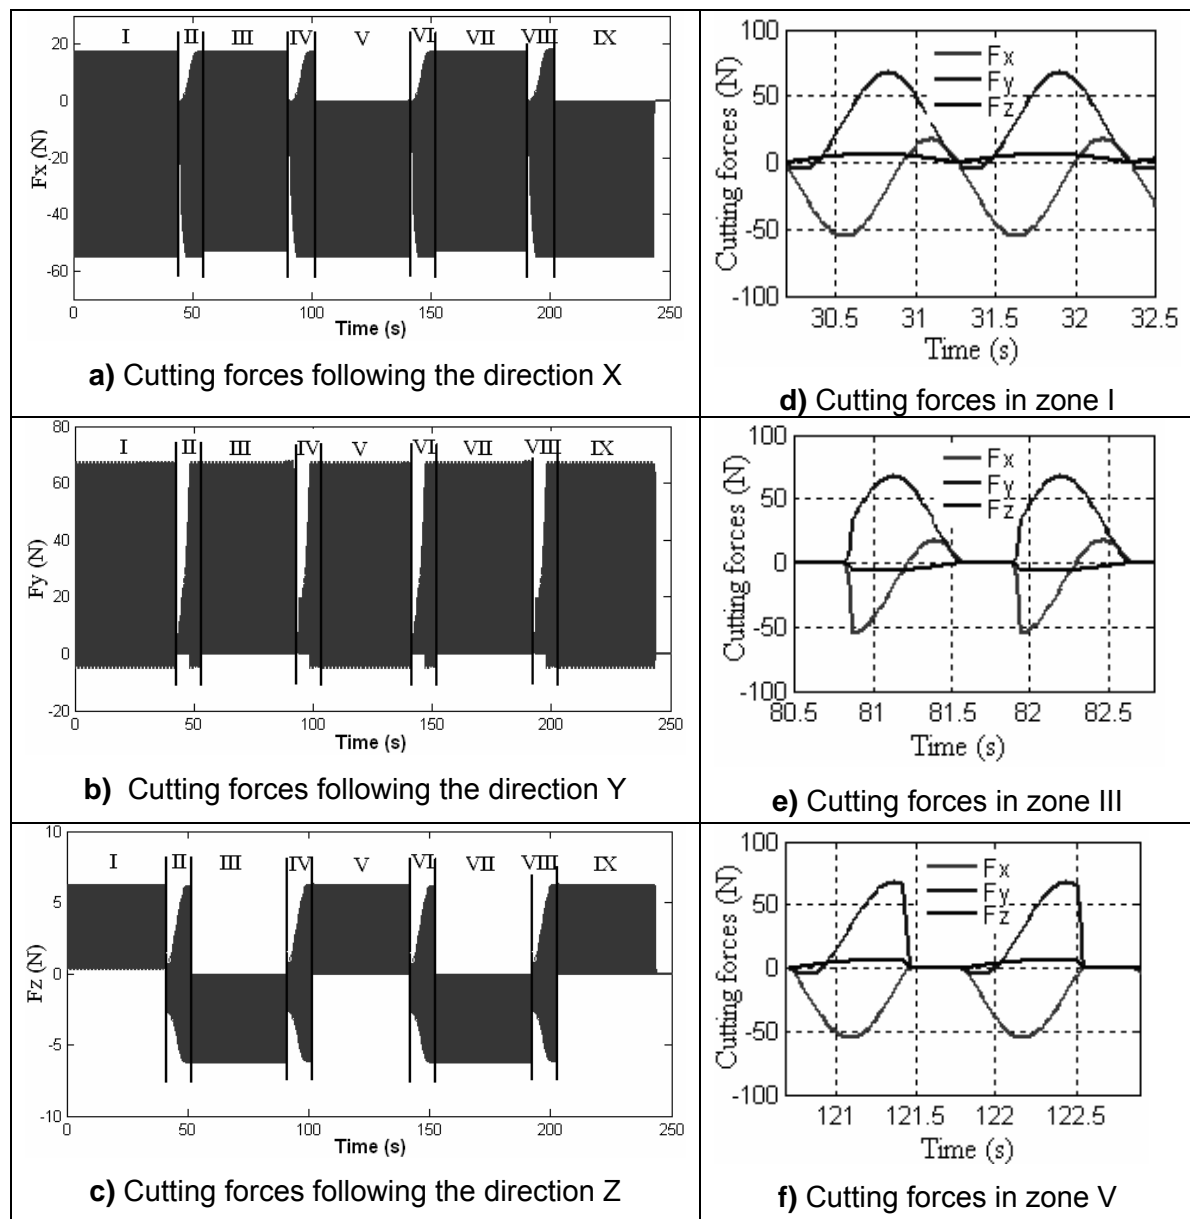 I II III IV V VI VII VIII IX
20
0
-20
-40
-60
Fx (N)
0 50 100 150 200 250
Time (s)
a) Cutting forces following the direction X
100
50
0
-50
-100
Cutting forces (N)
Fx
Fy
Fz
30.5 31 31.5 32 32.5
Time (s)
d) Cutting forces in zone I
80
60
40
20
0
-20
Fy (N)
I II III IV V VI VII VIII IX
0 50 100 150 200 250
Time (s)
b) Cutting forces following the direction Y
100
50
0
-50
-100
Cutting forces (N)
Fx
Fy
Fz
80.5 81 81.5 82 82.5
Time (s)
e) Cutting forces in zone III
10
5
0
-5
-10
Fz (N)
I II III IV V VI VII VIII IX
0 50 100 150 200 250
Time (s)
c) Cutting forces following the direction Z
100
50
0
-50
-100
Cutting forces (N)
Fx
Fy
Fz
121 121.5 122 122.5
Time (s)
f) Cutting forces in zone V